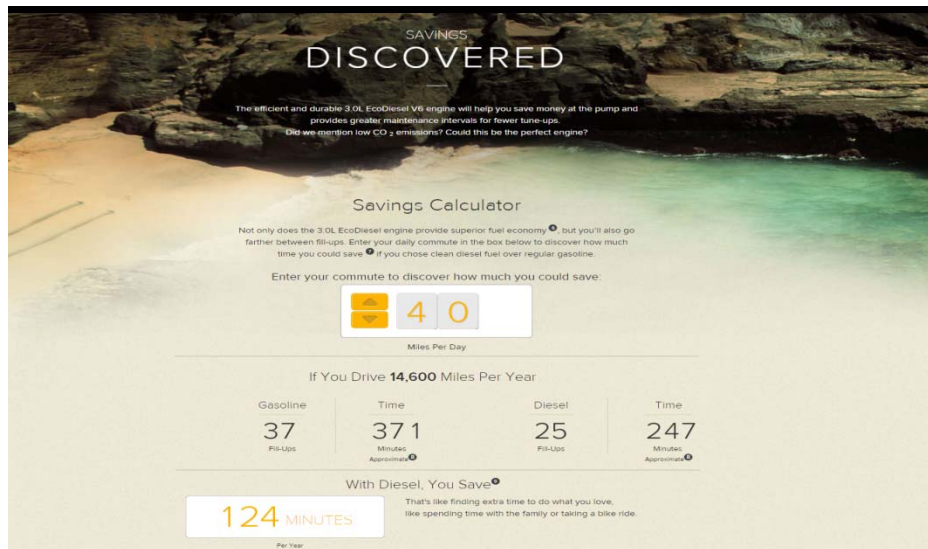 SAVINGS
DISCOVERED
The efficient and durable 3.0L EcoDiesel V6 engine will help you save money at the pump and
provides greater maintenance intervals for fewer tune-ups.
Did we mention low CO 2 emissions? Could this be the perfect engine?
Savings Calculator
Not only does the 3.0L EcoDiesel engine provide superior fuel economy , but you'll also go
farther between fill-ups. Enter your daily commute in the box below to discover how much
time you could save 7 if you chose clean diesel fuel over regular gasoline.
Enter your commute to discover how much you could save:
4 0
Miles Per Day
If You Drive 14,600 Miles Per Year
Gasoline Time Diesel Time
37 371 25 247
Fill-Ups Minutes Fill-Ups Minutes
Approximate 8 Approximate 8
With Diesel, You Save 9
124 MINUTES
Per Year
That's like finding extra time to do what you love,
like spending time with the family or taking a bike ride.